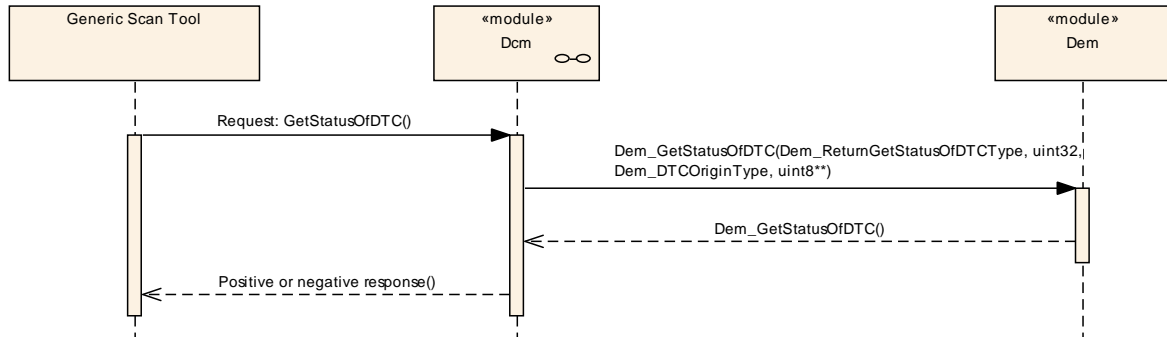 Generic Scan Tool
«module»
Dcm
«module»
Dem
Request: GetStatusOfDTC()
Dem_GetStatusOfDTC(Dem_ReturnGetStatusOfDTCType, uint32,
Dem_DTCOriginType, uint8**)
Dem_GetStatusOfDTC()
Positive or negative response()